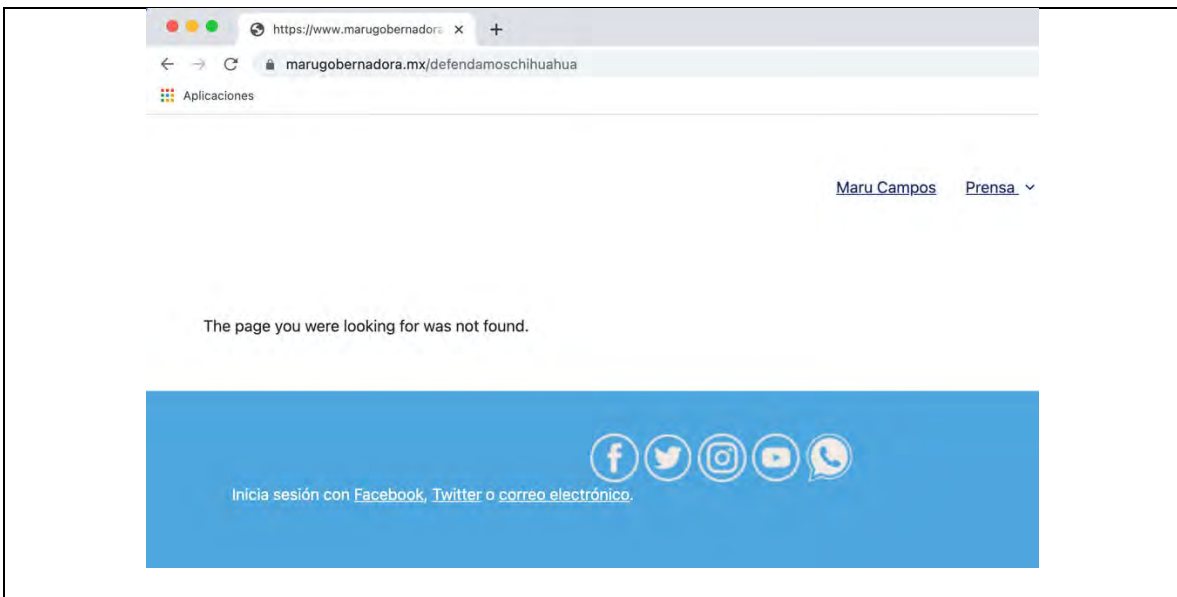 https://www.marugobernadora
marugobernadora.mx/defendamoschihuahua
Aplicaciones
Maru Campos Prensa
The page you were looking for was not found.
Inicia sesión con Facebook, Twitter o correo electrónico.